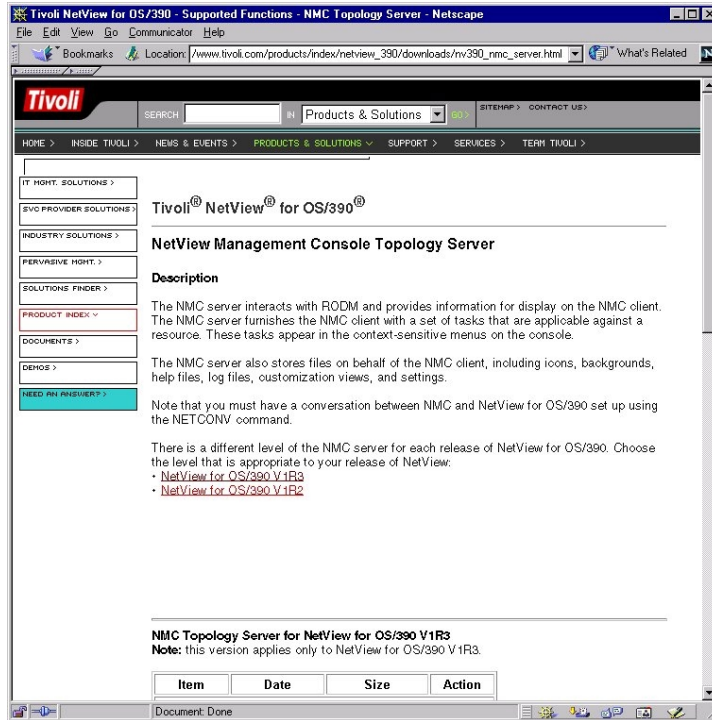 Tivoli NetView for OS/390 - Supported Functions - NMC Topology Server - Netscape
File Edit View Go Communicator Help
Bookmarks Location: /www.tivoli.com/products/index/netview_390/downloads/nv390_nmc_server.html What's Related N
Tivoli
SEARCH IN Products & Solutions GO> SITEMAP> CONTACT US>
HOME > INSIDE TIVOLI > NEWS & EVENTS > PRODUCTS & SOLUTIONS SUPPORT > SERVICES > TEAM TIVOLI >
IT MGMT. SOLUTIONS >
SVC PROVIDER SOLUTIONS >
INDUSTRY SOLUTIONS >
PERVASIVE MGMT. >
SOLUTIONS FINDER >
PRODUCT INDEX
DOCUMENTS >
DEMOS >
NEED AN ANSWER? >
Tivoli® NetView® for OS/390®
NetView Management Console Topology Server
Description
The NMC server interacts with RODM and provides information for display on the NMC client.
The NMC server furnishes the NMC client with a set of tasks that are applicable against a
resource. These tasks appear in the context-sensitive menus on the console.
The NMC server also stores files on behalf of the NMC client, including icons, backgrounds,
help files, log files, customization views, and settings.
Note that you must have a conversation between NMC and NetView for OS/390 set up using
the NETCONV command.
There is a different level of the NMC server for each release of NetView for OS/390. Choose
the level that is appropriate to your release of NetView:
• NetView for OS/390 V1R3
• NetView for OS/390 V1R2
NMC Topology Server for NetView for OS/390 V1R3
Note: this version applies only to NetView for OS/390 V1R3.
Item Date Size Action
Document: Done